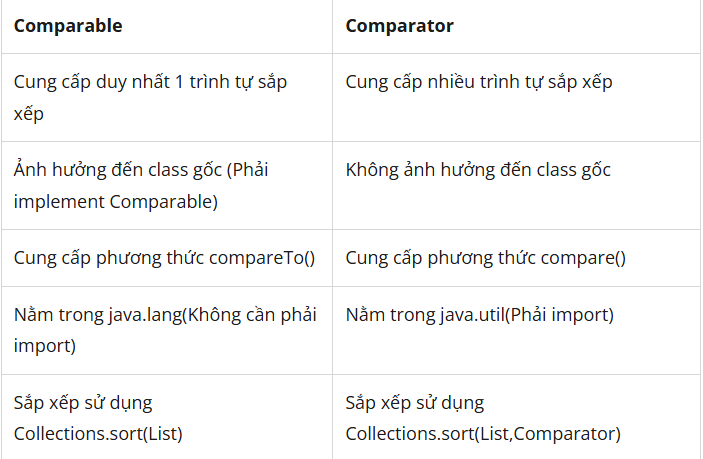 Comparable
Comparator
Cung cấp duy nhất 1 trình tự sắp
xếp
Cung cấp nhiều trình tự sắp xếp
Ảnh hưởng đến class gốc (Phải
implement Comparable)
Không ảnh hưởng đến class gốc
Cung cấp phương thức compareTo()
Cung cấp phương thức compare()
Nằm trong java.lang(Không cần phải
import)
Nằm trong java.util(Phải import)
Sắp xếp sử dụng
Collections.sort(List)
Sắp xếp sử dụng
Collections.sort(List,Comparator)